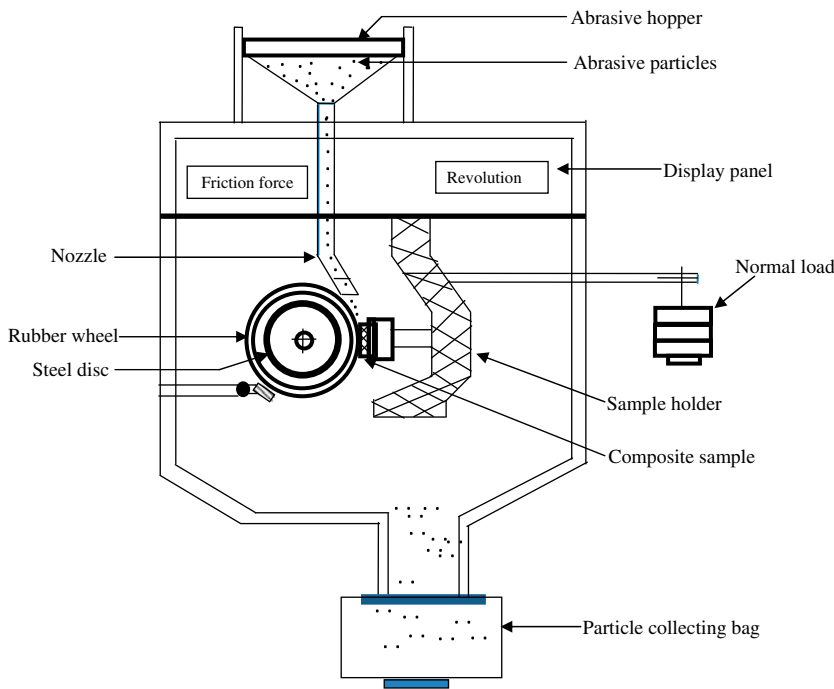 Abrasive hopper
Abrasive particles
Friction force
Revolution
Display panel
Nozzle
Normal load
Rubber wheel
Steel disc
Sample holder
Composite sample
Particle collecting bag